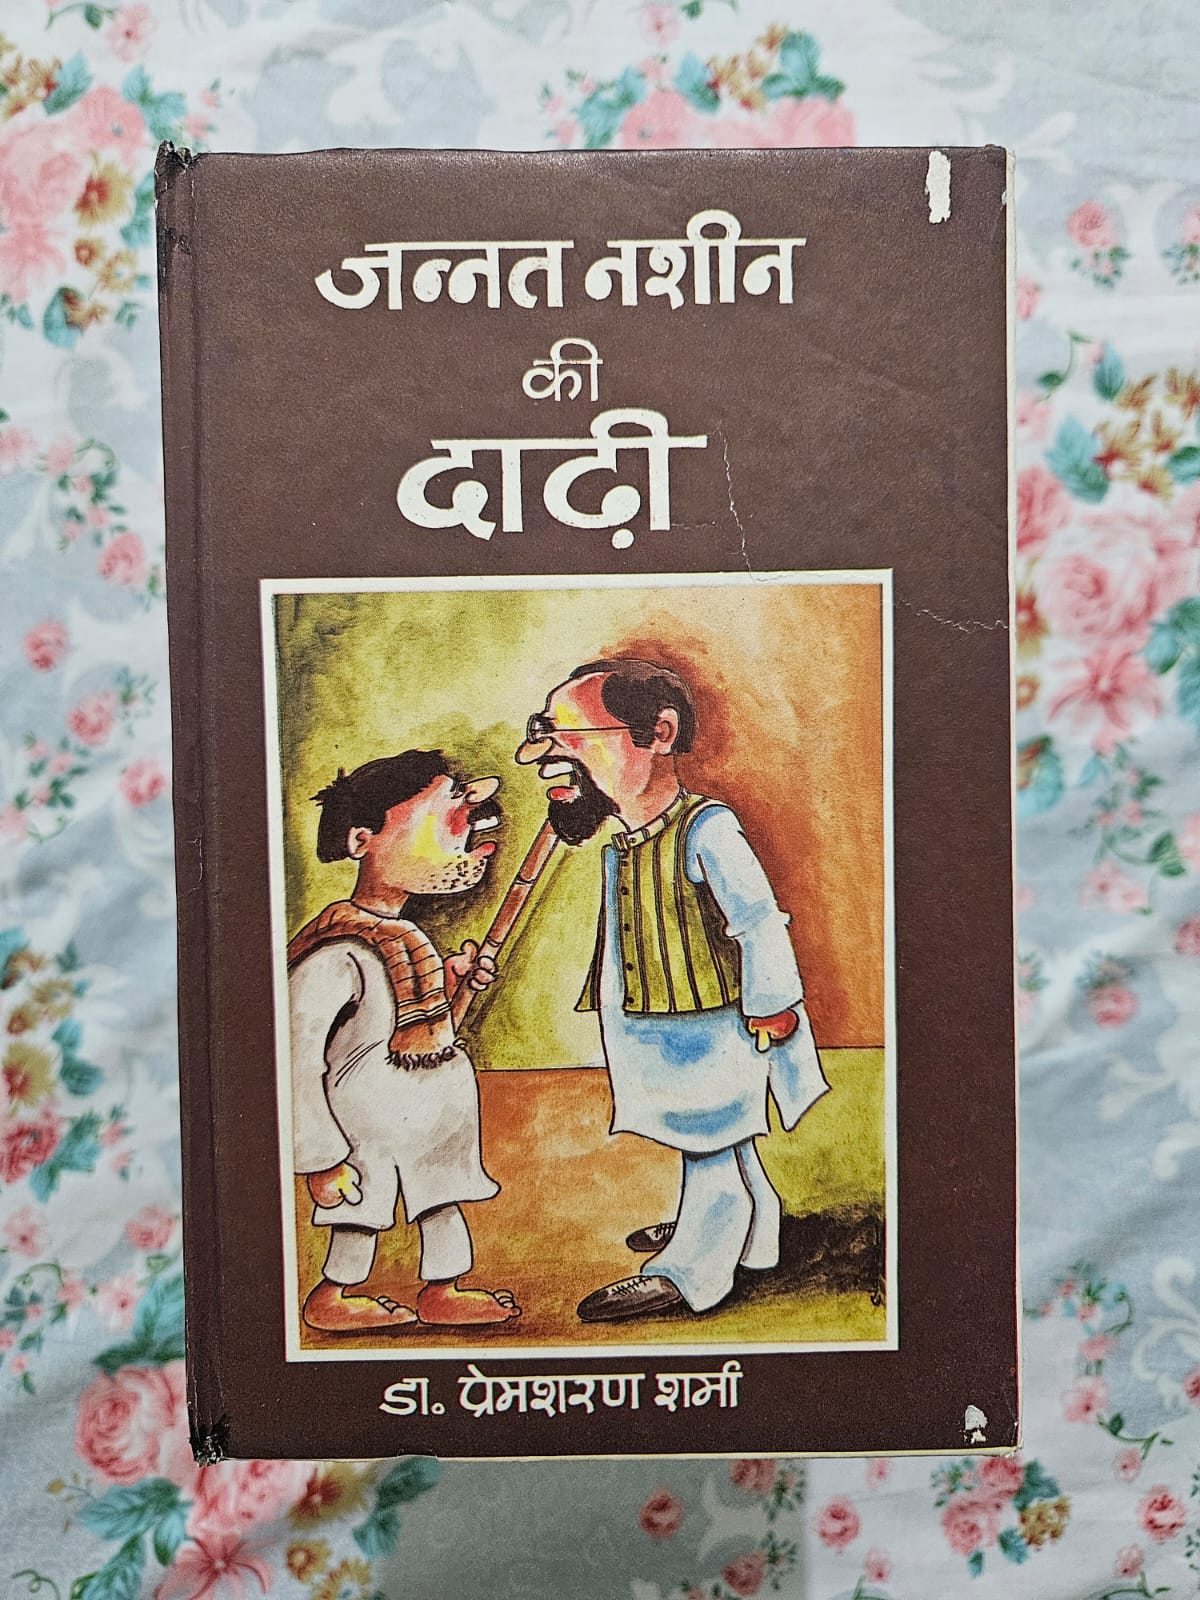 जन्नत नशीन
की
दाढ़ी
डा. प्रेमशरण शर्मा